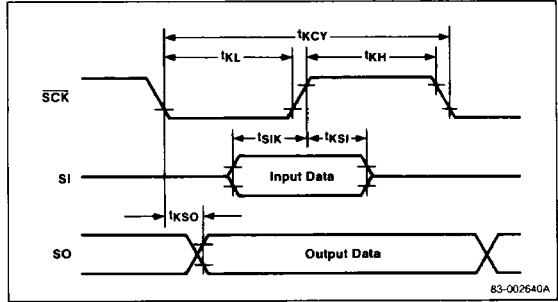 tKCY
tKL
tKH
SCK
tSIK
tKSI
SI
Input Data
tKSO
SO
Output Data
83-002640A